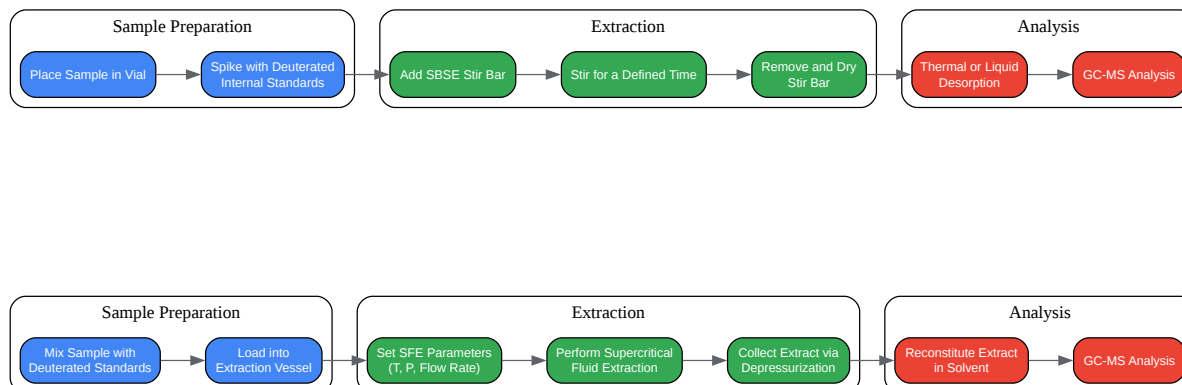 Sample Preparation
Extraction
Analysis
Place Sample in Vial
Spike with Deuterated
Internal Standards
Add SBSE Stir Bar
Stir for a Defined Time
Remove and Dry
Stir Bar
Thermal or Liquid
Desorption
GC-MS Analysis
Sample Preparation
Extraction
Analysis
Mix Sample with
Deuterated Standards
Load into
Extraction Vessel
Set SFE Parameters
(T, P, Flow Rate)
Perform Supercritical
Fluid Extraction
Collect Extract via
Depressurization
Reconstitute Extract
in Solvent
GC-MS Analysis